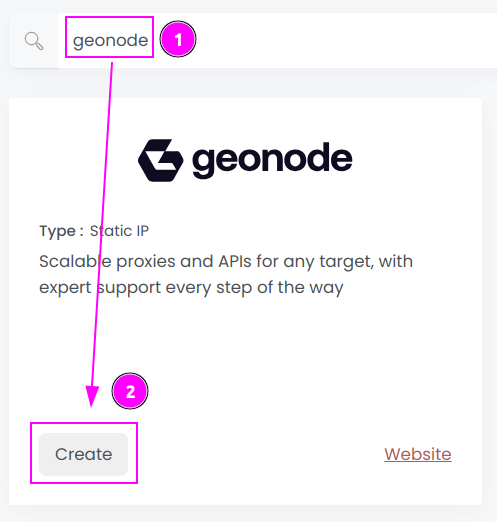 geonode
1
geonode
Type : Static IP
Scalable proxies and APIs for any target, with
expert support every step of the way
2
Create
Website